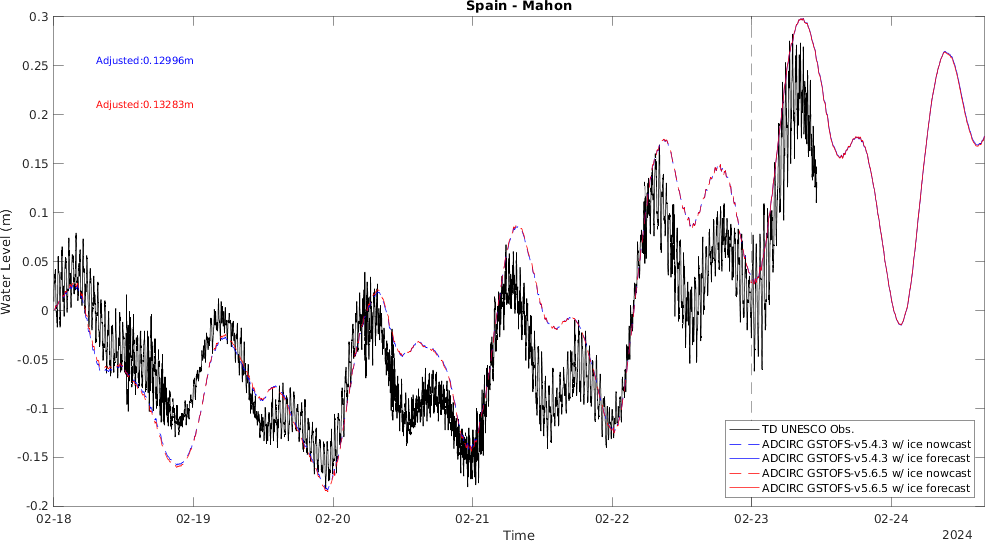 Spain - Mahon
0.3
0.25
0.2
0.15
0.1
0.05
0
-0.05
-0.1
-0.15
-0.2
Water Level (m)
Adjusted:0.12996m
Adjusted:0.13283m
TD UNESCO Obs.
ADCIRC GSTOFS-v5.4.3 w/ ice nowcast
ADCIRC GSTOFS-v5.4.3 w/ ice forecast
ADCIRC GSTOFS-v5.6.5 w/ ice nowcast
ADCIRC GSTOFS-v5.6.5 w/ ice forecast
02-18 02-19 02-20 02-21 02-22 02-23 02-24
Time
2024